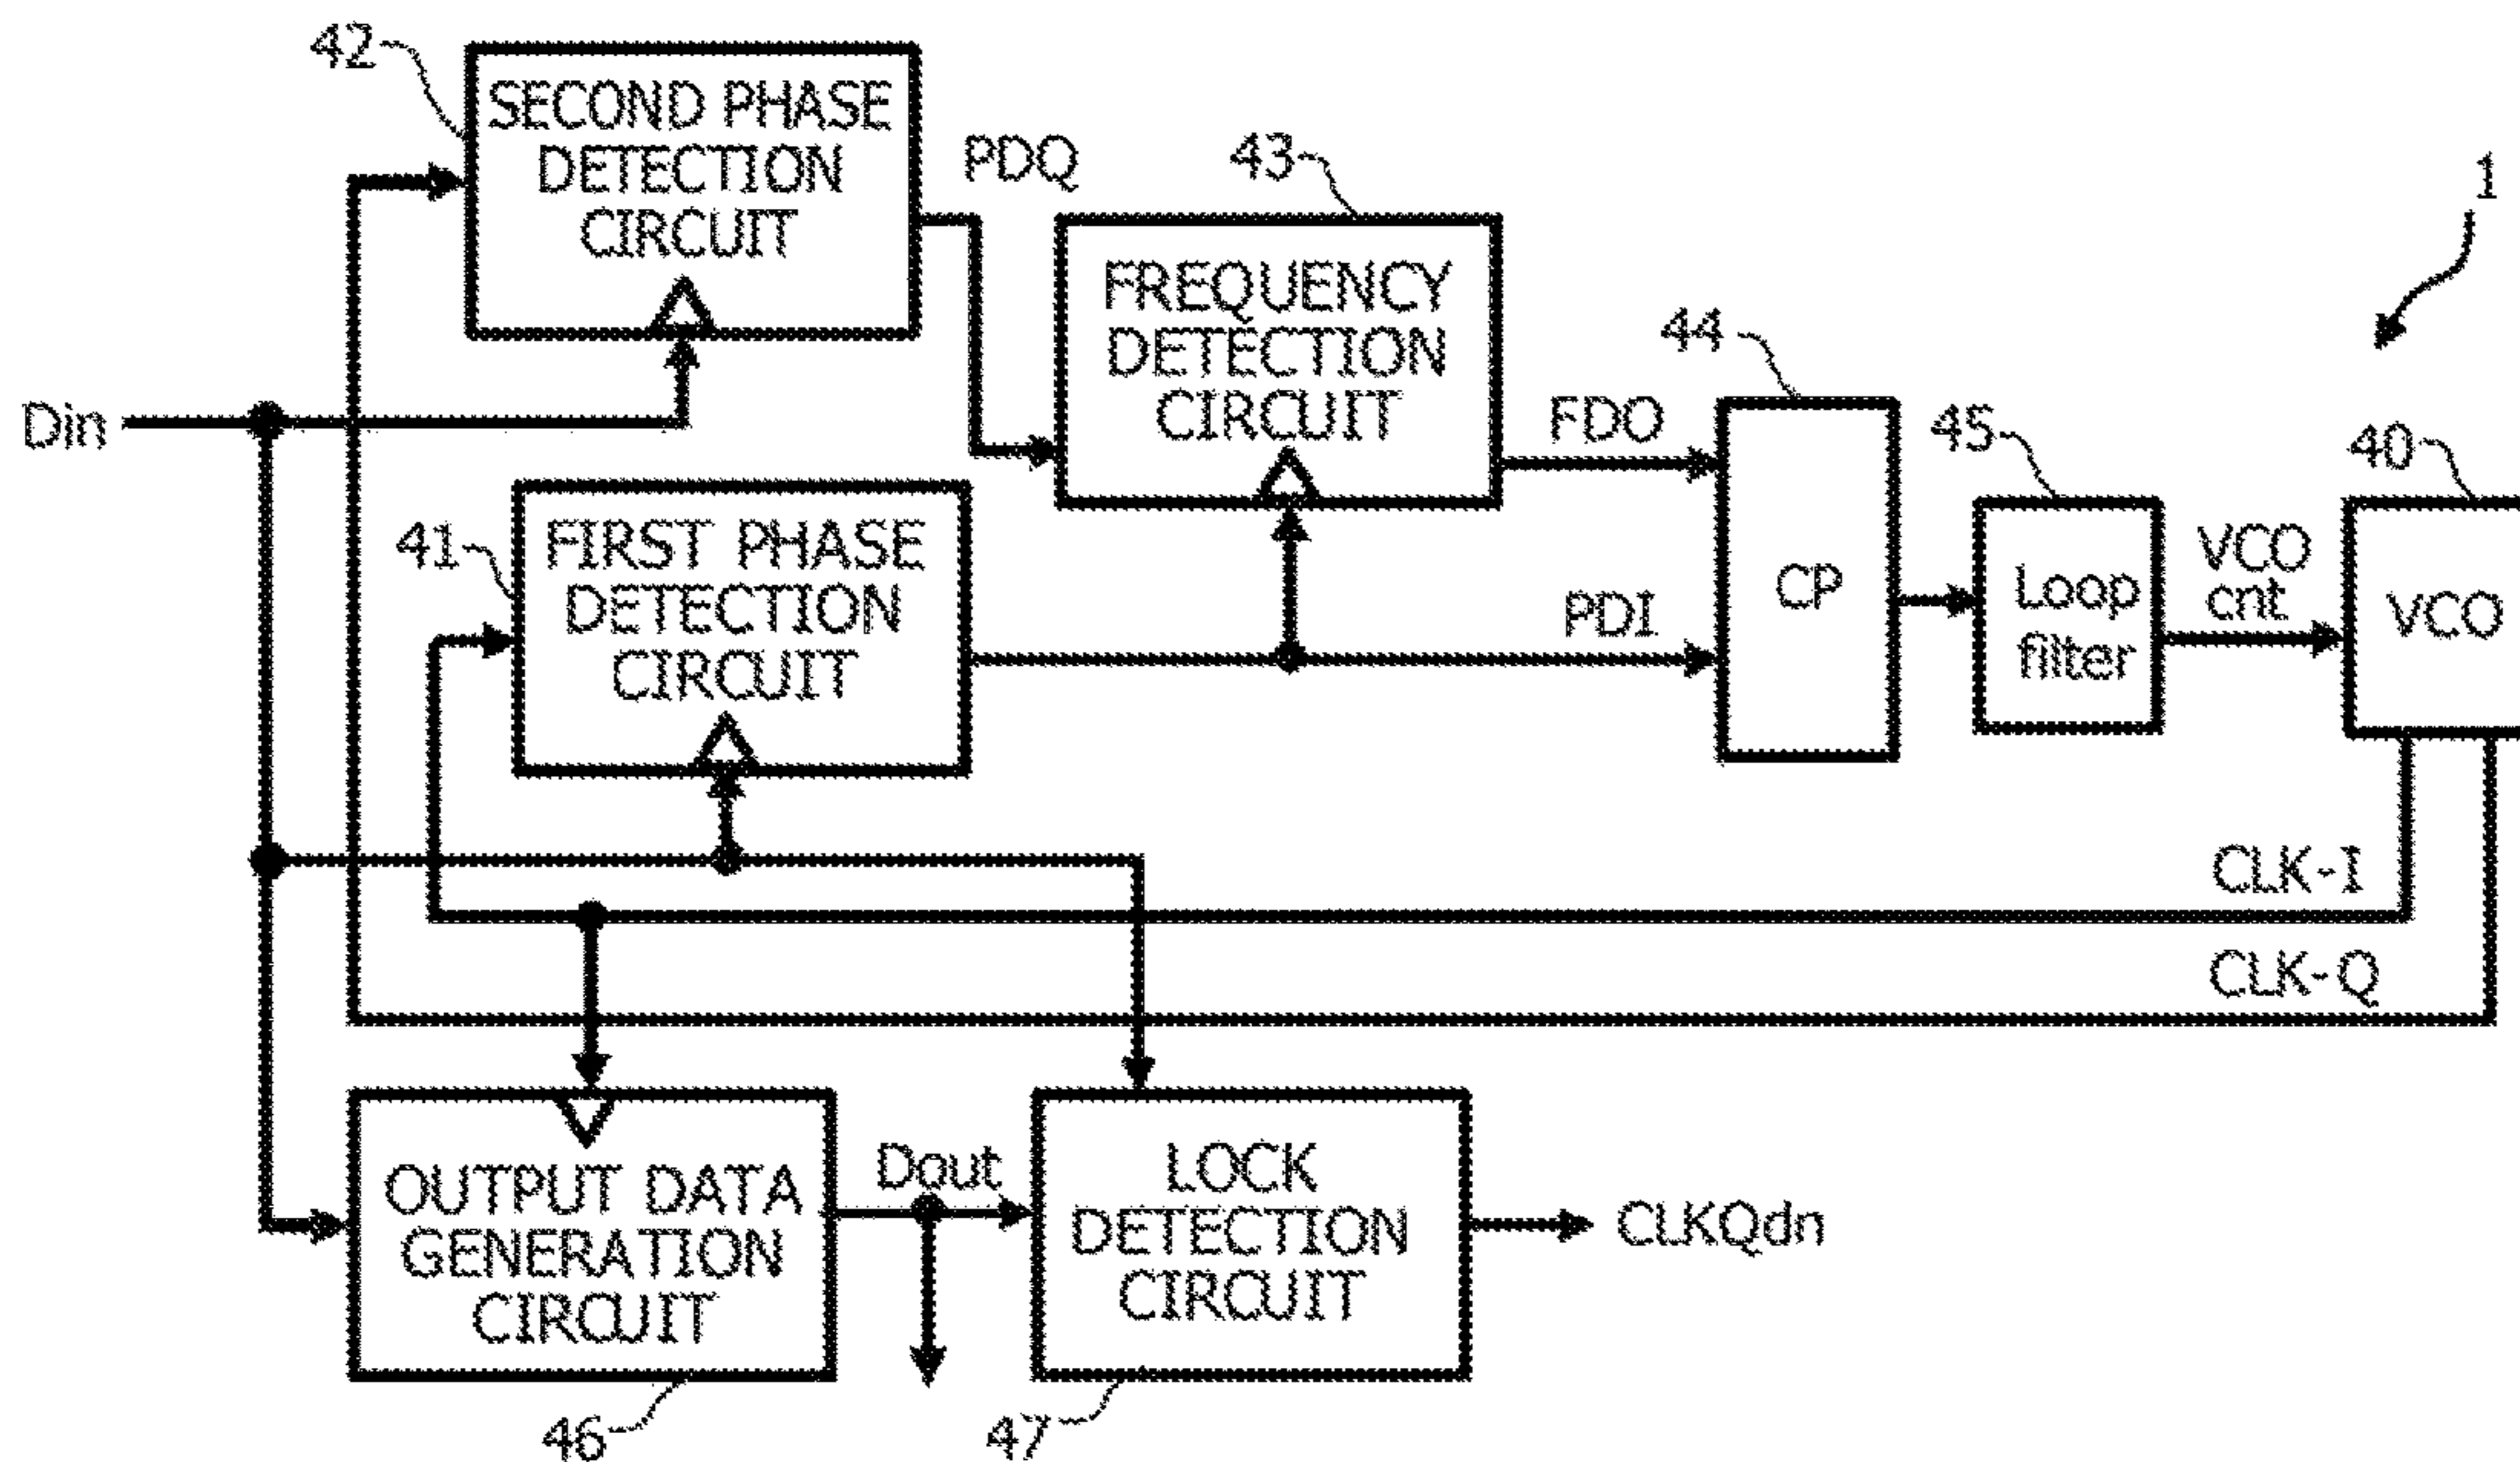 42
SECOND PHASE
DETECTION
CIRCUIT
PDQ
43
FREQUENCY
DETECTION
CIRCUIT
1
Din
44
FDO
45
40
41
FIRST PHASE
DETECTION
CIRCUIT
PDI
CP
Loop
filter
VCO
cnt
VCO
CLK-I
CLK-Q
OUTPUT DATA
GENERATION
CIRCUIT
Dout
LOCK
DETECTION
CIRCUIT
CLKQdn
46
47